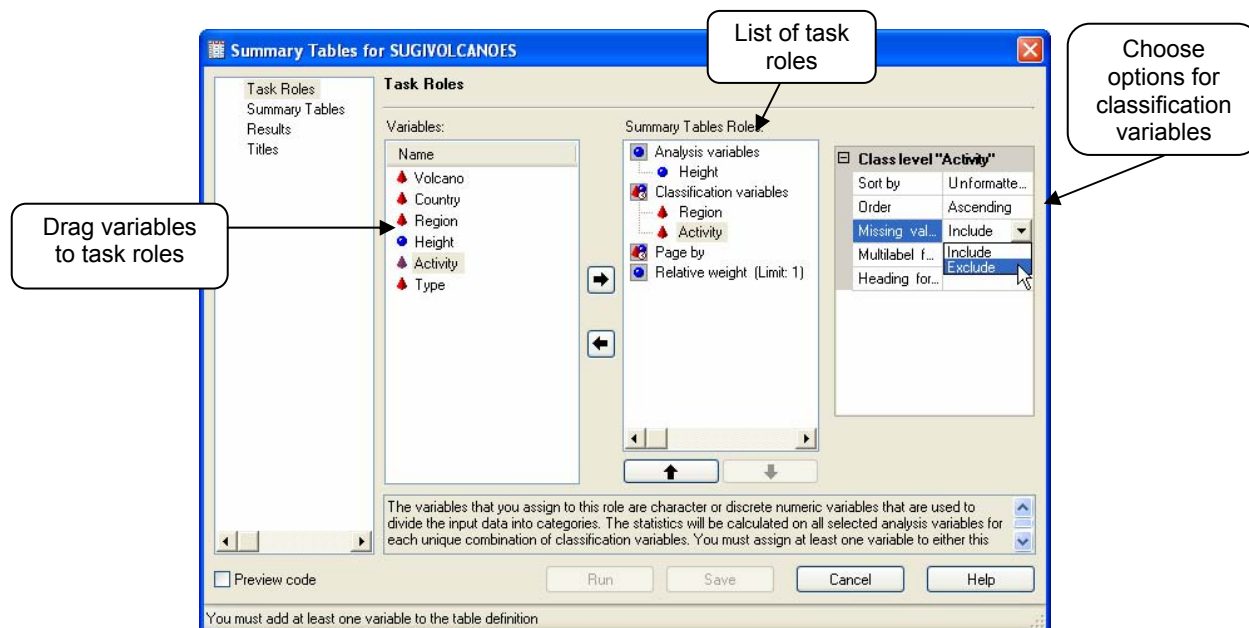 List of task
roles
Choose
options for
classification
variables
Drag variables
to task roles
Summary Tables for SUGIVOLCANOES
Task Roles
Summary Tables
Results
Titles
Task Roles
Variables:
Name
Volcano
Country
Region
Height
Activity
Type
Summary Tables Roles:
Analysis variables
Height
Classification variables
Region
Activity
Page by
Relative weight (Limit: 1)
Class level "Activity"
Sort by Unformatte...
Order Ascending
Missing val... Include
Include
Exclude
Multilabel f...
Heading for...
The variables that you assign to this role are character or discrete numeric variables that are used to
divide the input data into categories. The statistics will be calculated on all selected analysis variables for
each unique combination of classification variables. You must assign at least one variable to either this
Preview code
Run
Save
Cancel
Help
You must add at least one variable to the table definition